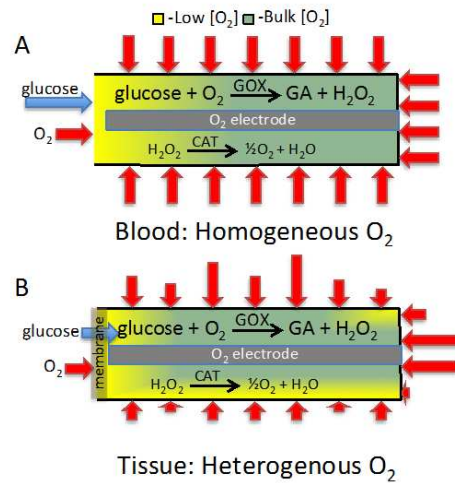 -Low [O₂] -Bulk [O₂]
A
glucose
O₂
glucose + O₂ GOX GA + H₂O₂
O₂ electrode
H₂O₂ CAT ½O₂ + H₂O
Blood: Homogeneous O₂
B
glucose
O₂
membrane
glucose + O₂ GOX GA + H₂O₂
O₂ electrode
H₂O₂ CAT ½O₂ + H₂O
Tissue: Heterogenous O₂